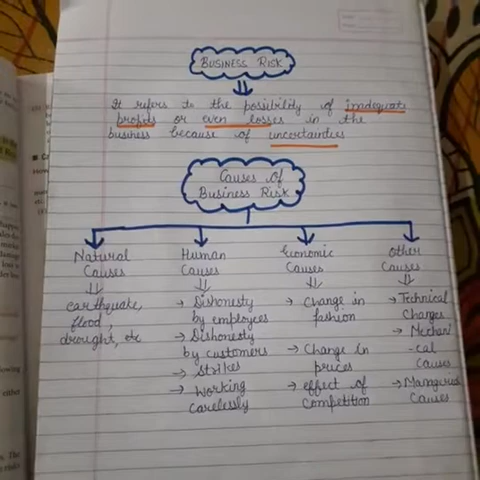 BUSINESS RISK
It refers to the possibility of inadequate
profits or even losses in the
business because of uncertainties
Causes of
Business Risk
Natural
Causes
earthquake,
flood,
drought, etc
Human
Causes
→ Dishonesty
by employees
→ Dishonesty
by customers
→ Strikes
→ Working
carelessly
Economic
Causes
→ Change in
fashion
→ Change in
prices
→ effect of
Competition
Other
Causes
→ Technical
Changes
→ Mechani
-cal
Causes
→ Managerial
Causes